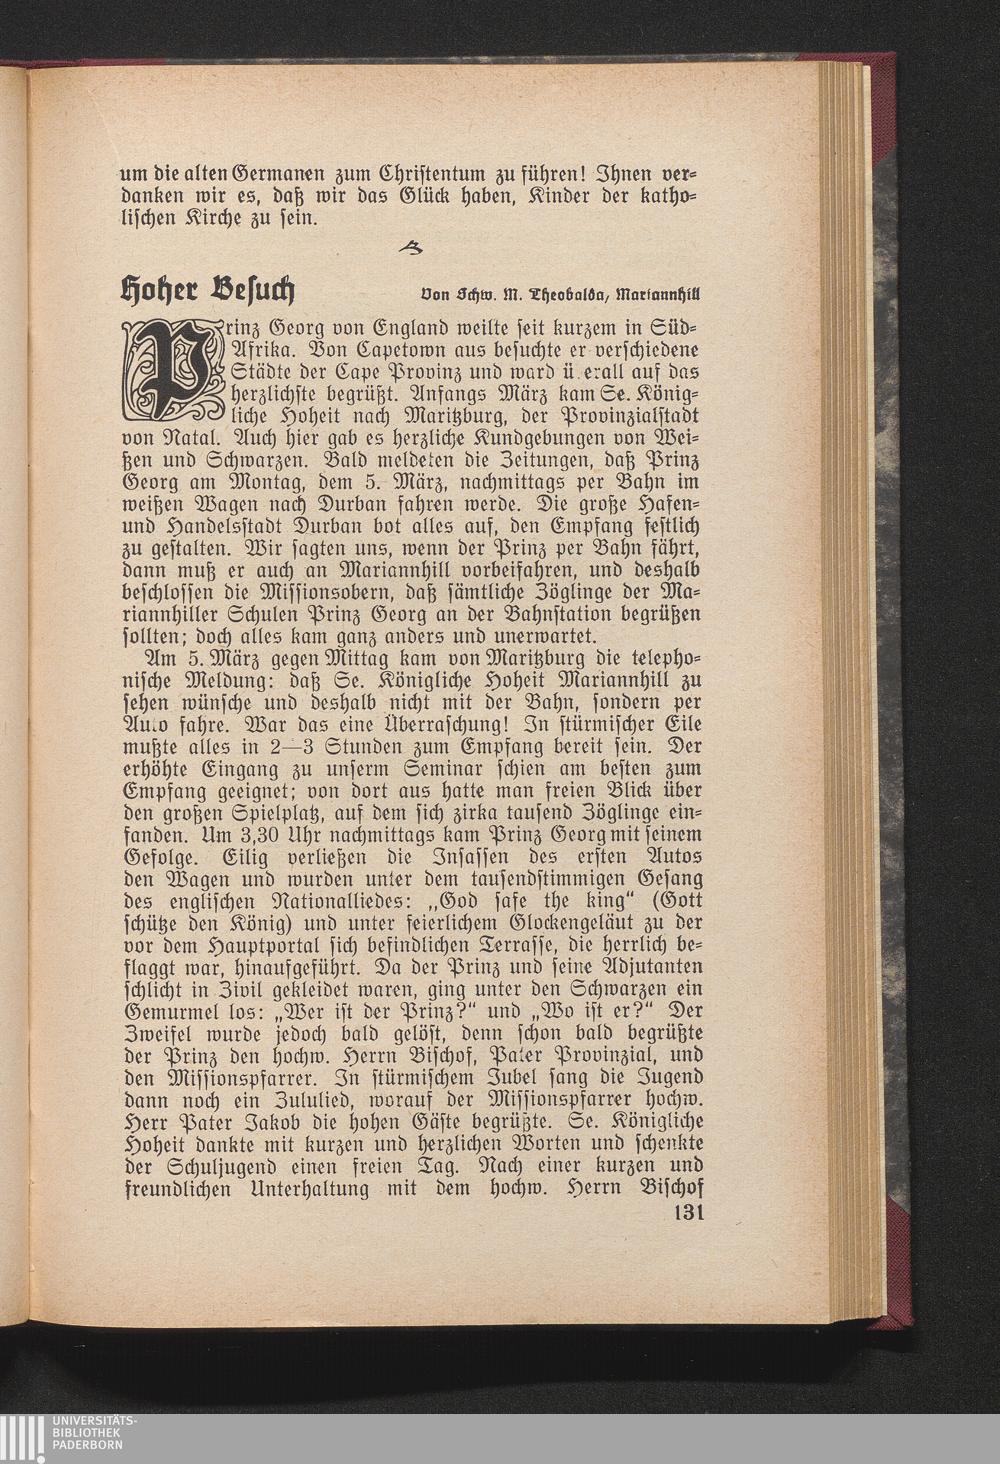 um die alten Germanen zum Christentum zu führen! Ihnen ver-
danken wir es, daß wir das Glück haben, Kinder der katho-
lischen Kirche zu sein.
Hoher Besuch
Von Schw. M. Theobalda, Mariannhill
Prinz Georg von England weilte seit kurzem in Süd-
Afrika. Von Capetown aus besuchte er verschiedene
Städte der Cape Provinz und ward überall auf das
herzlichste begrüßt. Anfangs März kam Se. König-
liche Hoheit nach Maritzburg, der Provinzialstadt
von Natal. Auch hier gab es herzliche Kundgebungen von Wei-
ßen und Schwarzen. Bald meldeten die Zeitungen, daß Prinz
Georg am Montag, dem 5. März, nachmittags per Bahn im
weißen Wagen nach Durban fahren werde. Die große Hafen-
und Handelsstadt Durban bot alles auf, den Empfang festlich
zu gestalten. Wir sagten uns, wenn der Prinz per Bahn fährt,
dann muß er auch an Mariannhill vorbeifahren, und deshalb
beschlossen die Missionsobern, daß sämtliche Zöglinge der Ma-
riannhiller Schulen Prinz Georg an der Bahnstation begrüßen
sollten; doch alles kam ganz anders und unerwartet.
Am 5. März gegen Mittag kam von Maritzburg die telepho-
nische Meldung: daß Se. Königliche Hoheit Mariannhill zu
sehen wünsche und deshalb nicht mit der Bahn, sondern per
Auto fahre. War das eine Überraschung! In stürmischer Eile
mußte alles in 2—3 Stunden zum Empfang bereit sein. Der
erhöhte Eingang zu unserm Seminar schien am besten zum
Empfang geeignet; von dort aus hatte man freien Blick über
den großen Spielplatz, auf dem sich zirka tausend Zöglinge ein-
fanden. Um 3,30 Uhr nachmittags kam Prinz Georg mit seinem
Gefolge. Eilig verließen die Insassen des ersten Autos
den Wagen und wurden unter dem tausendstimmigen Gesang
des englischen Nationalliedes: „God safe the king“ (Gott
schütze den König) und unter feierlichem Glockengeläut zu der
vor dem Hauptportal sich befindlichen Terrasse, die herrlich be-
flaggt war, hinaufgeführt. Da der Prinz und seine Adjutanten
schlicht in Zivil gekleidet waren, ging unter den Schwarzen ein
Gemurmel los: „Wer ist der Prinz?“ und „Wo ist er?“ Der
Zweifel wurde jedoch bald gelöst, denn schon bald begrüßte
der Prinz den hochw. Herrn Bischof, Pater Provinzial, und
den Missionspfarrer. In stürmischem Jubel sang die Jugend
dann noch ein Zululied, worauf der Missionspfarrer hochw.
Herr Pater Jakob die hohen Gäste begrüßte. Se. Königliche
Hoheit dankte mit kurzen und herzlichen Worten und schenkte
der Schuljugend einen freien Tag. Nach einer kurzen und
freundlichen Unterhaltung mit dem hochw. Herrn Bischof
131
UNIVERSITÄTS-
BIBLIOTHEK
PADERBORN